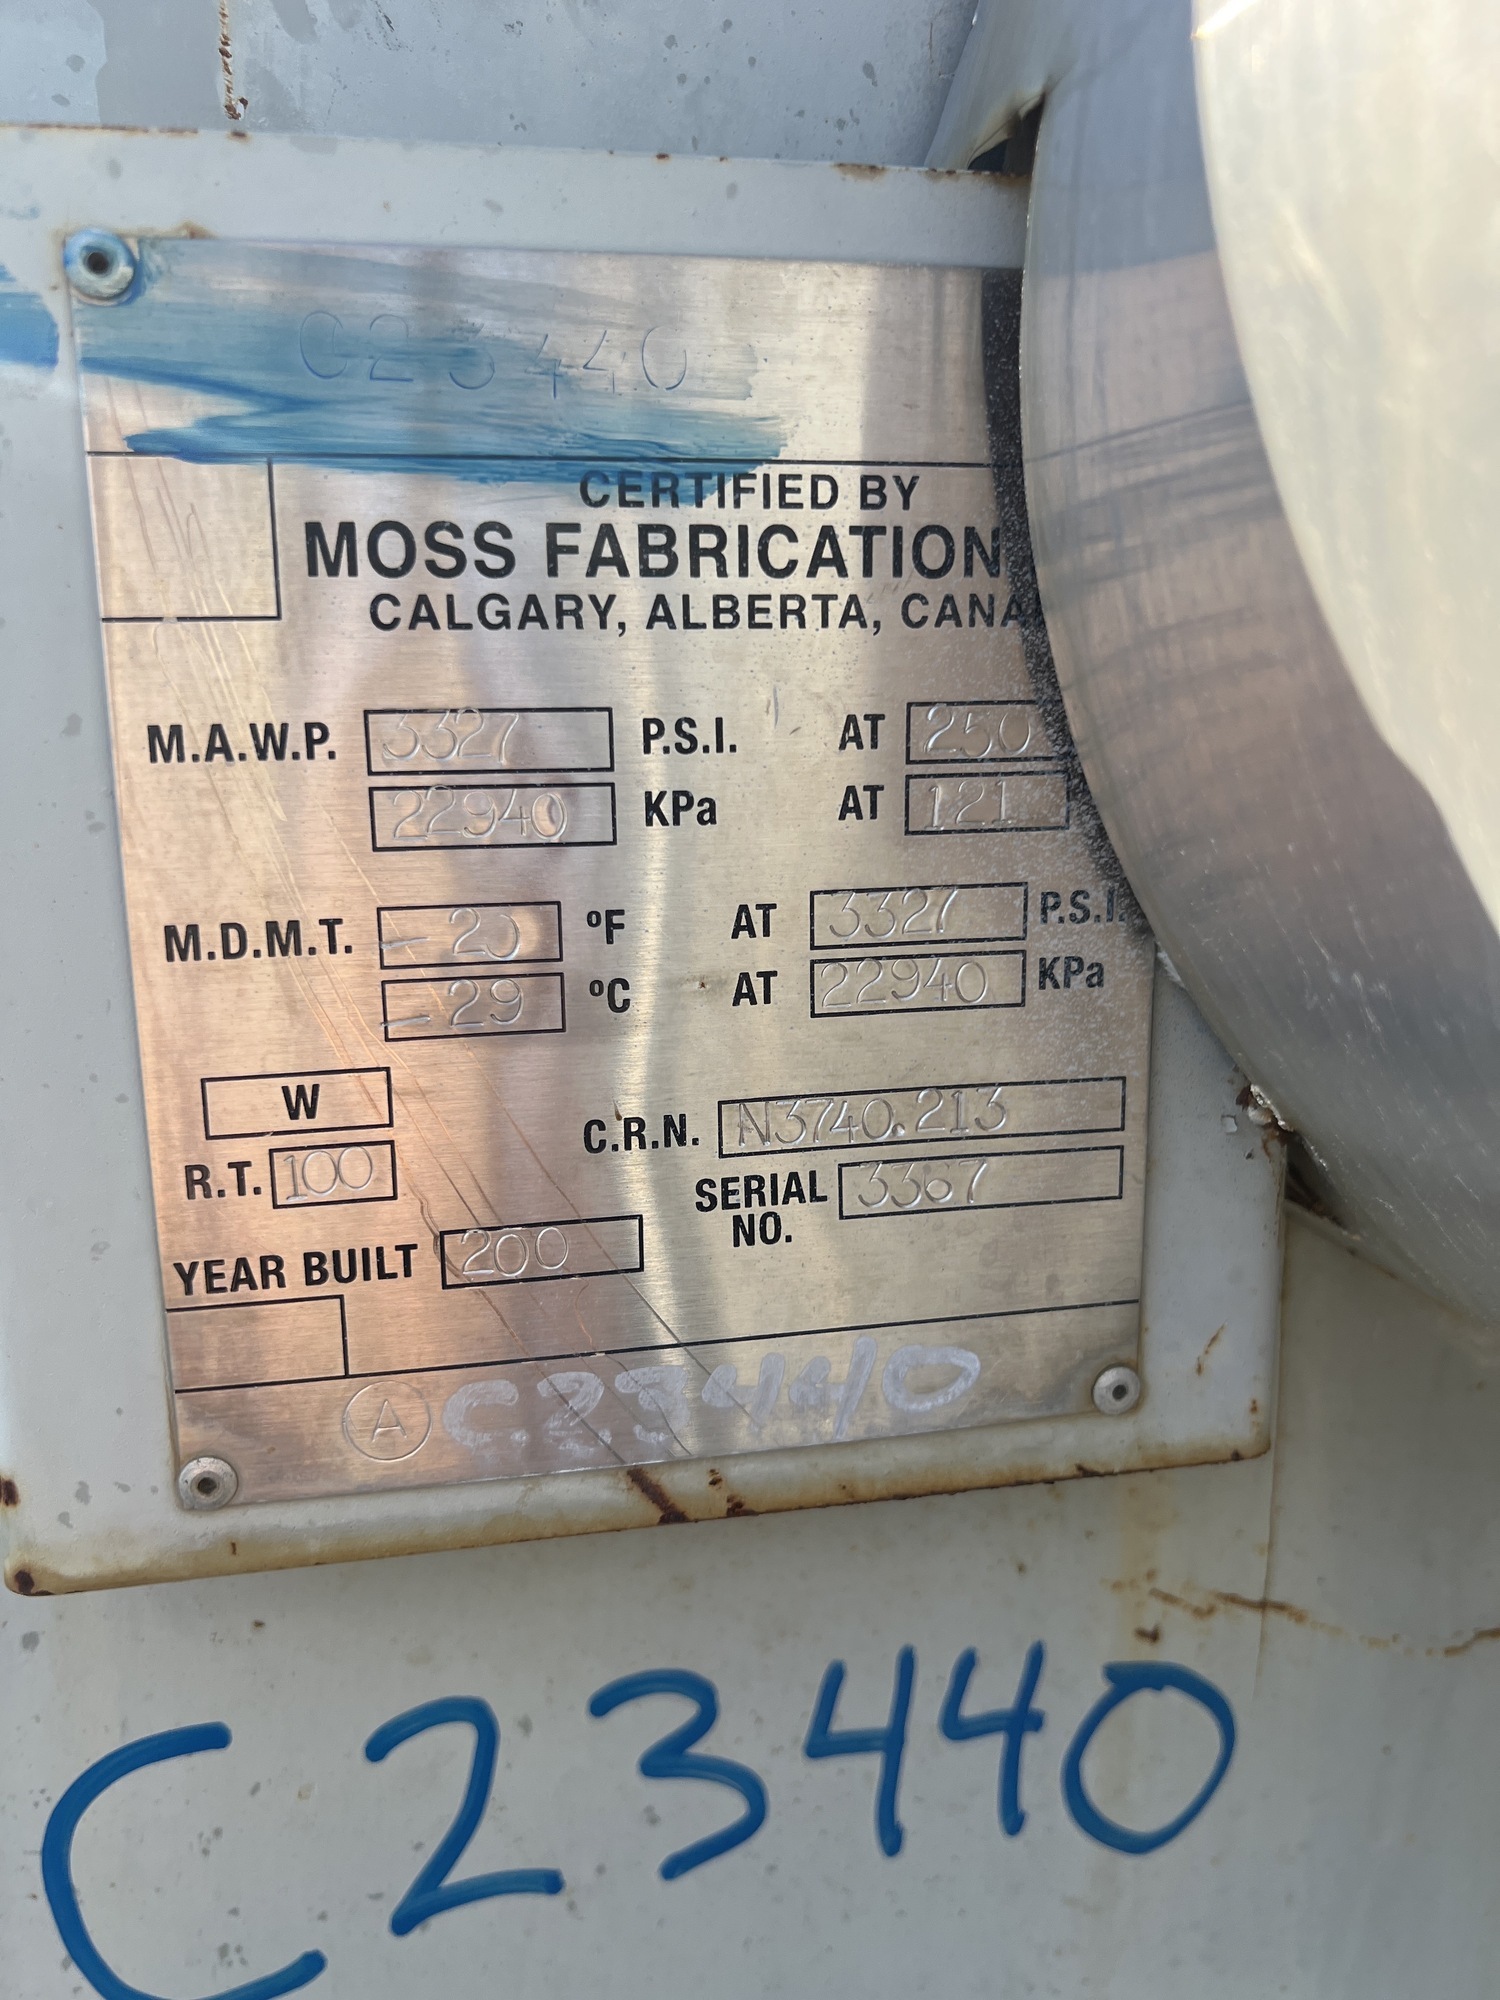 C23440
CERTIFIED BY
MOSS FABRICATION
CALGARY, ALBERTA, CANA
M.A.W.P. 3327 P.S.I. AT 250
22940 KPa AT 121
M.D.M.T. - 20 °F AT 3327 P.S.I.
- 29 °C AT 22940 KPa
W
C.R.N. N3740.213
R.T. 100
SERIAL NO. 3367
YEAR BUILT 200
A C23440
C23440